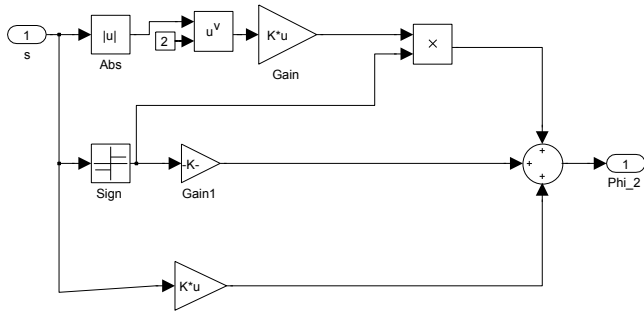 1
s
|u|
Abs
2
u^v
K*u
Gain
×
Sign
-K-
Gain1
+
+
+
1
Phi_2
K*u